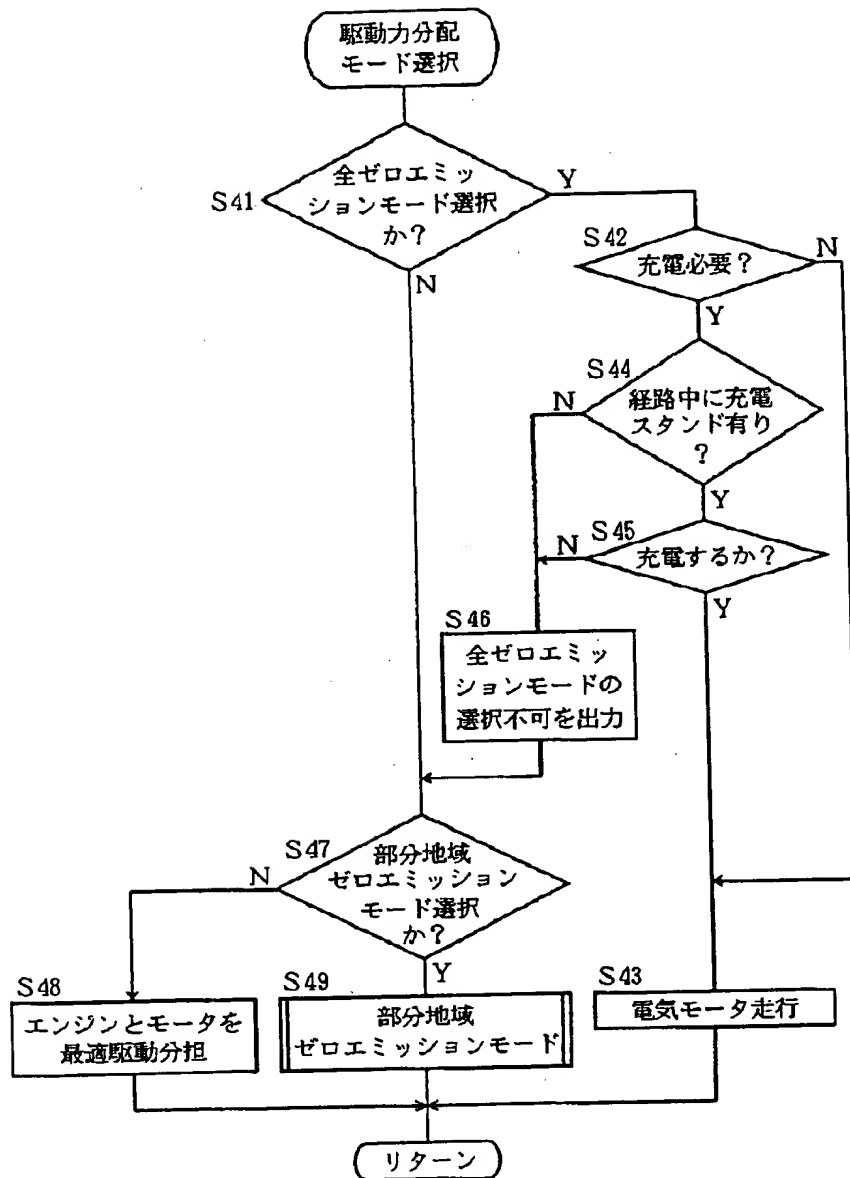 駆動力分配
モード選択
S41
全ゼロエミッ
ションモード選択
か?
Y
N
S42
充電必要?
N
Y
S44
経路中に充電
スタンド有り
?
N
Y
S45
充電するか?
N
Y
S46
全ゼロエミッ
ションモードの
選択不可を出力
S47
部分地域
ゼロエミッション
モード選択
か?
N
Y
S48
エンジンとモータを
最適駆動分担
S49
部分地域
ゼロエミッションモード
S43
電気モータ走行
リターン